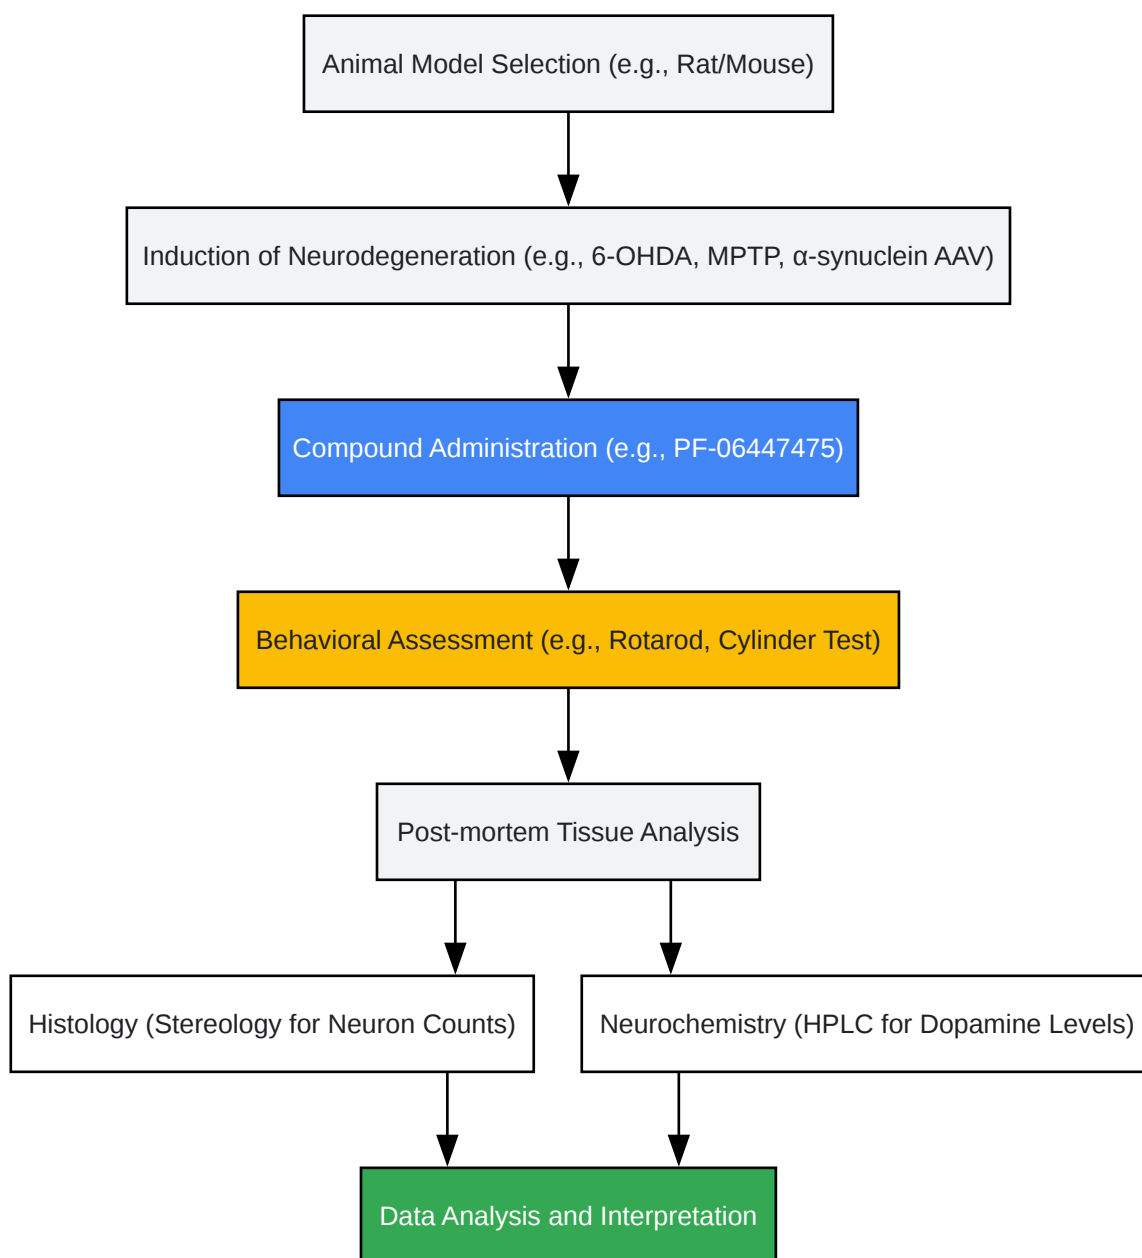 Animal Model Selection (e.g., Rat/Mouse)
Induction of Neurodegeneration (e.g., 6-OHDA, MPTP, α-synuclein AAV)
Compound Administration (e.g., PF-06447475)
Behavioral Assessment (e.g., Rotarod, Cylinder Test)
Post-mortem Tissue Analysis
Histology (Stereology for Neuron Counts)
Neurochemistry (HPLC for Dopamine Levels)
Data Analysis and Interpretation